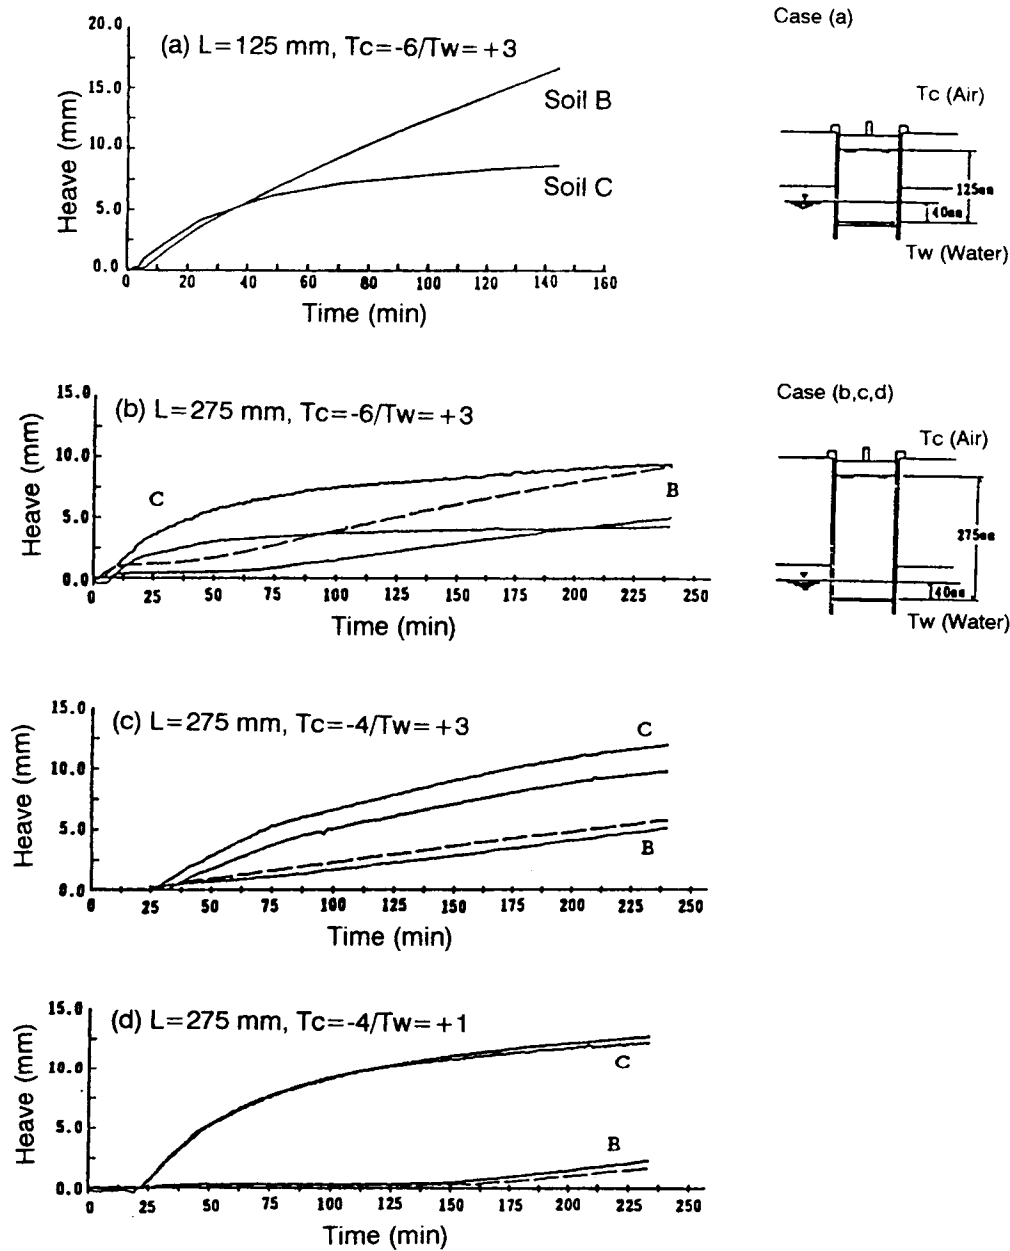 Case (a)
20.0
(a) L=125 mm, Tc=-6/Tw=+3
15.0
10.0
5.0
0.0
Heave (mm)
Soil B
Soil C
0 20 40 60 80 100 120 140 160
Time (min)
Tc (Air)
125mm
40mm
Tw (Water)
15.0
(b) L=275 mm, Tc=-6/Tw=+3
10.0
5.0
0.0
Heave (mm)
C
B
0 25 50 75 100 125 150 175 200 225 250
Time (min)
Case (b,c,d)
Tc (Air)
275mm
40mm
Tw (Water)
15.0
(c) L=275 mm, Tc=-4/Tw=+3
10.0
5.0
0.0
Heave (mm)
C
B
0 25 50 75 100 125 150 175 200 225 250
Time (min)
15.0
(d) L=275 mm, Tc=-4/Tw=+1
10.0
5.0
0.0
Heave (mm)
C
B
0 25 50 75 100 125 150 175 200 225 250
Time (min)